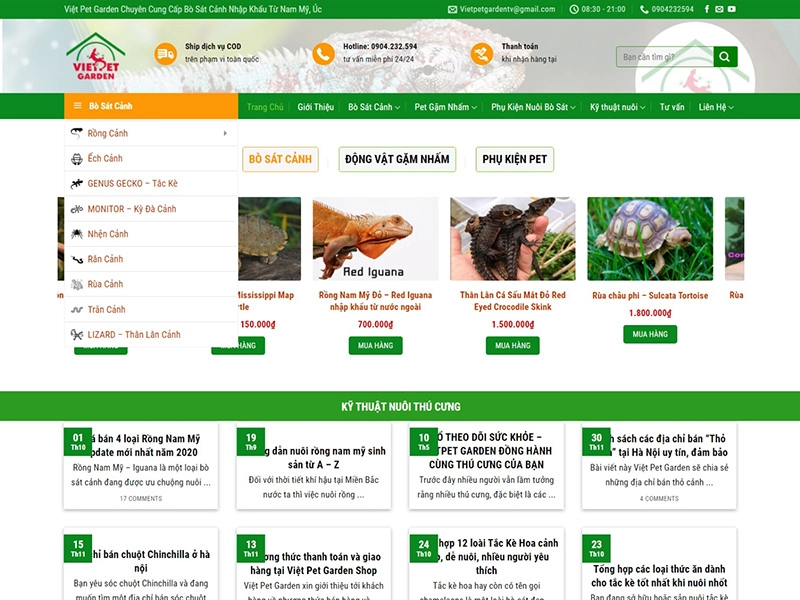 Việt Pet Garden Chuyên Cung Cấp Bò Sát Cảnh Nhập Khẩu Từ Nam Mỹ, Úc
Vietpetgardentv@gmail.com
08:30 - 21:00
0904232594
VIETPET
GARDEN
Ship dịch vụ COD
trên phạm vi toàn quốc
Hotline: 0904.232.594
tư vấn miễn phí 24/24
Thanh toán
khi nhận hàng tại
Bạn cần tìm gì?
Bò Sát Cảnh
Trang Chủ
Giới Thiệu
Bò Sát Cảnh
Pet Gặm Nhấm
Phụ Kiện Nuôi Bò Sát
Kỹ thuật nuôi
Tư vấn
Liên Hệ
Rồng Cảnh
Ếch Cảnh
GENUS GECKO – Tắc Kè
MONITOR – Kỳ Đà Cảnh
Nhện Cảnh
Rắn Cảnh
Rùa Cảnh
Trăn Cảnh
LIZARD – Thằn Lằn Cảnh
BÒ SÁT CẢNH
ĐỘNG VẬT GẶM NHẤM
PHỤ KIỆN PET
Mississippi Map
rtle
150.000₫
HÀNG
Red Iguana
Rồng Nam Mỹ Đỏ – Red Iguana
nhập khẩu từ nước ngoài
700.000₫
MUA HÀNG
Thằn Lằn Cá Sấu Mắt Đỏ Red
Eyed Crocodile Skink
1.500.000₫
MUA HÀNG
Rùa châu phi – Sulcata Tortoise
1.800.000₫
MUA HÀNG
Rùa
KỸ THUẬT NUÔI THÚ CƯNG
01
Th10
á bán 4 loại Rồng Nam Mỹ
update mới nhất năm 2020
Rồng Nam Mỹ – Iguana là một loại bò
sát cảnh đang được ưu chuộng nuôi ...
17 COMMENTS
19
Th9
ng dẫn nuôi rồng nam mỹ sinh
sản từ A – Z
Đối với thời tiết khí hậu tại Miền Bắc
nước ta thì việc nuôi rồng ...
10
Th5
Ổ THEO DÕI SỨC KHỎE –
TPET GARDEN ĐỒNG HÀNH
CÙNG THÚ CƯNG CỦA BẠN
Trước đây nhiều người vẫn lầm tưởng
rằng nhiều thú cưng, đặc biệt là các ...
30
Th11
h sách các địa chỉ bán “Thỏ
” tại Hà Nội uy tín, đảm bảo
Bài viết này Việt Pet Garden sẽ chia sẻ
những địa chỉ bán thỏ cảnh ...
4 COMMENTS
15
Th11
chỉ bán chuột Chinchilla ở hà
nội
Bạn yêu sóc chuột Chinchilla và đang
muốn tìm một địa chỉ bán sóc chuột
13
Th11
ương thức thanh toán và giao
hàng tại Việt Pet Garden Shop
Việt Pet Garden xin giới thiệu tới khách
24
Th10
hợp 12 loài Tắc Kè Hoa cảnh
p, dễ nuôi, nhiều người yêu
thích
Tắc kè hoa hay còn có tên gọi
23
Th10
Tổng hợp các loại thức ăn dành
cho tắc kè tốt nhất khi nuôi nhốt
Bạn đang sở hữu hoặc sắp nuôi tắc kè